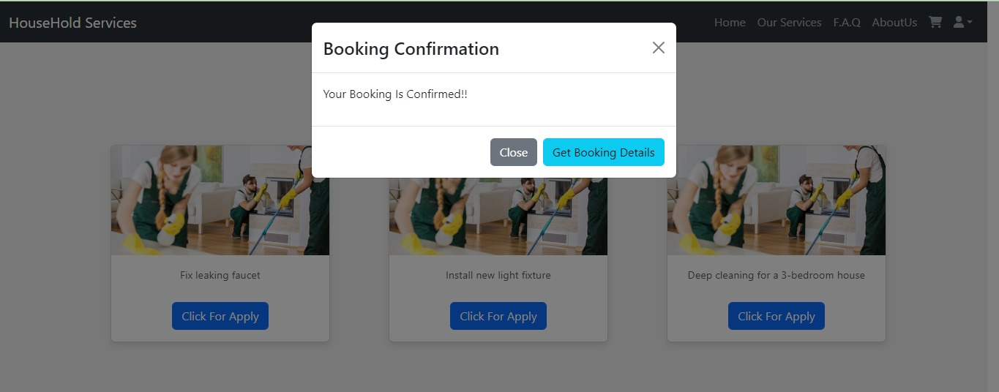 HouseHold Services
Home Our Services F.A.Q AboutUs
Booking Confirmation
Your Booking Is Confirmed!!
Close Get Booking Details
Fix leaking faucet
Click For Apply
Install new light fixture
Click For Apply
Deep cleaning for a 3-bedroom house
Click For Apply